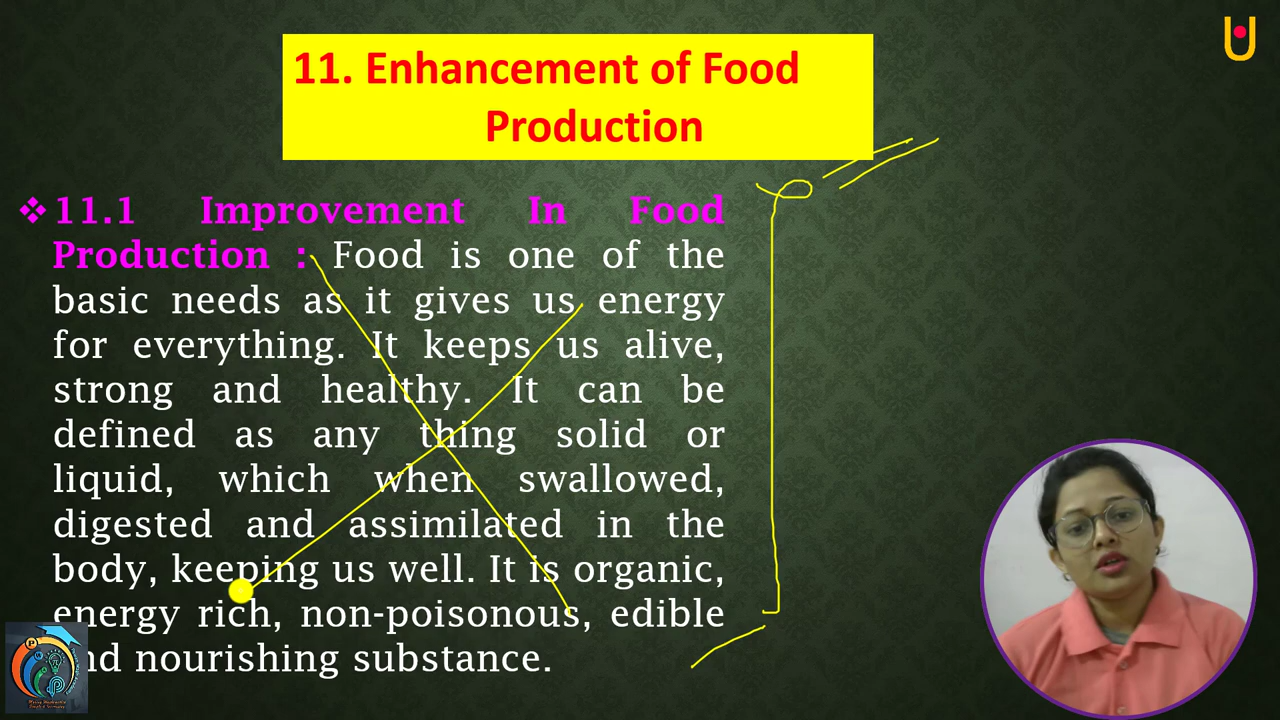 11. Enhancement of Food
Production
❖ 11.1 Improvement In Food
Production : Food is one of the
basic needs as it gives us energy
for everything. It keeps us alive,
strong and healthy. It can be
defined as any thing solid or
liquid, which when swallowed,
digested and assimilated in the
body, keeping us well. It is organic,
energy rich, non-poisonous, edible
and nourishing substance.